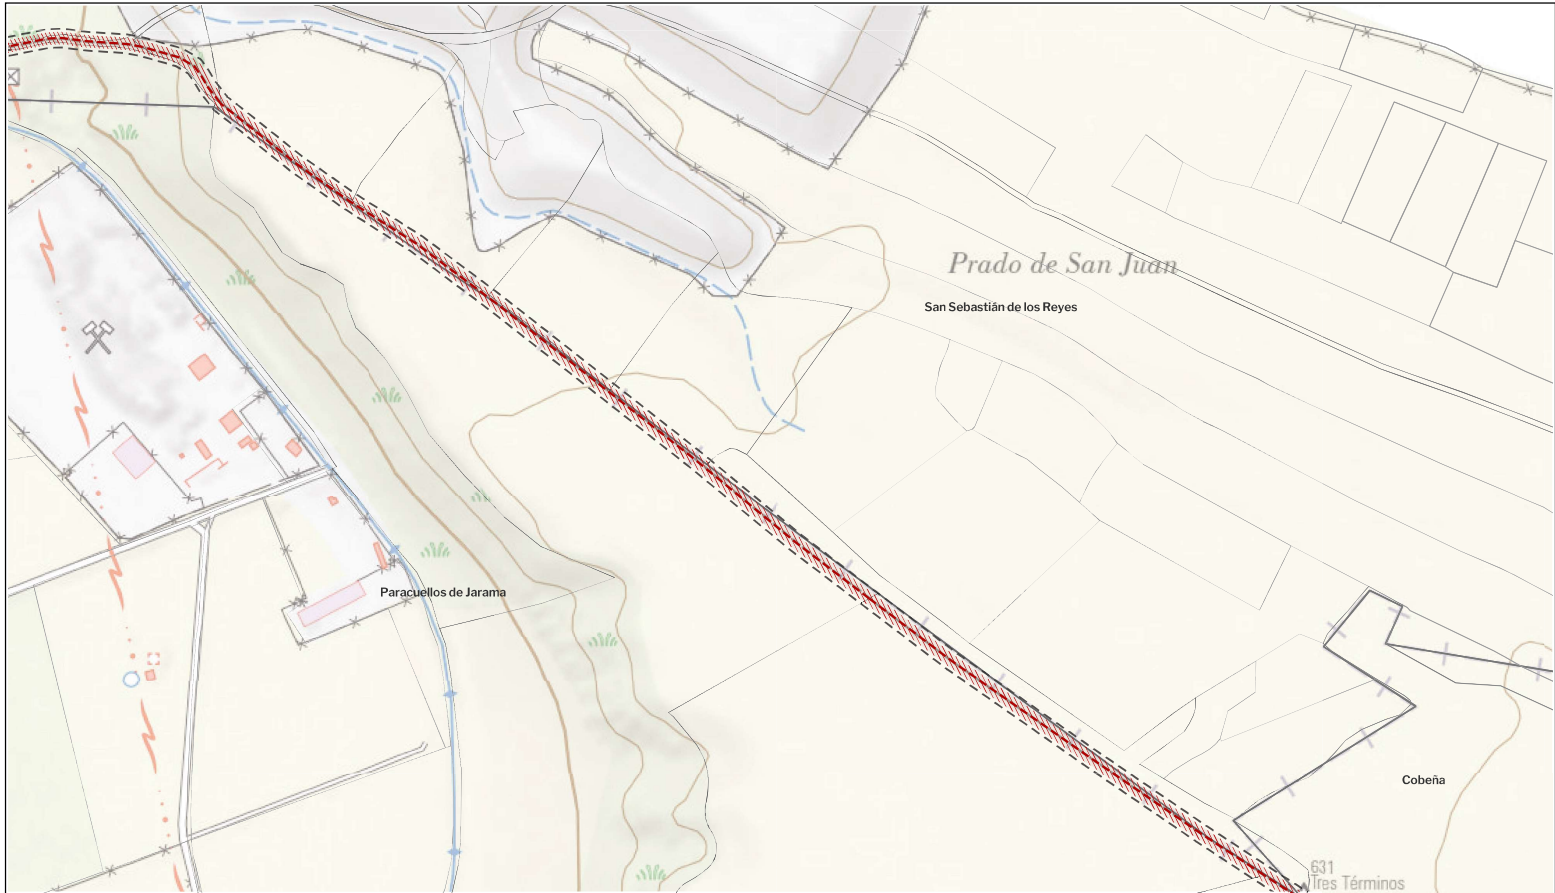 Prado de San Juan
San Sebastián de los Reyes
Paracuellos de Jarama
Cobeña
631
Tres Términos